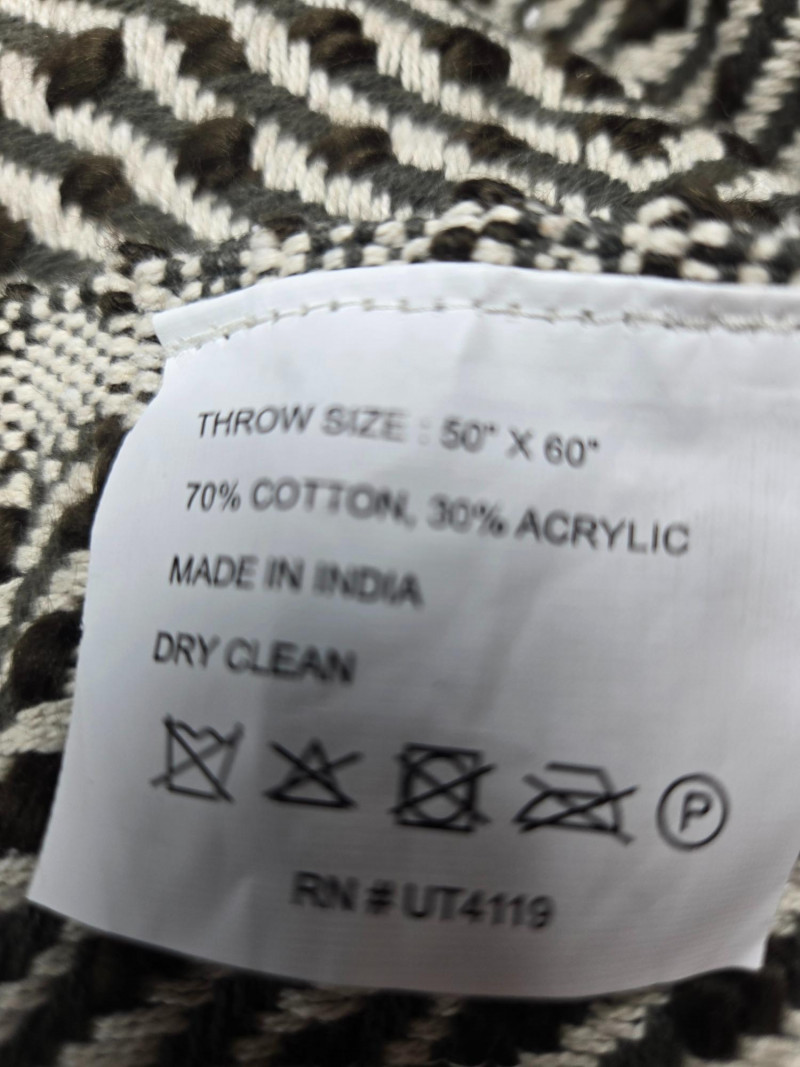 THROW SIZE : 50" X 60"
70% COTTON, 30% ACRYLIC
MADE IN INDIA
DRY CLEAN
P
RN # UT4119